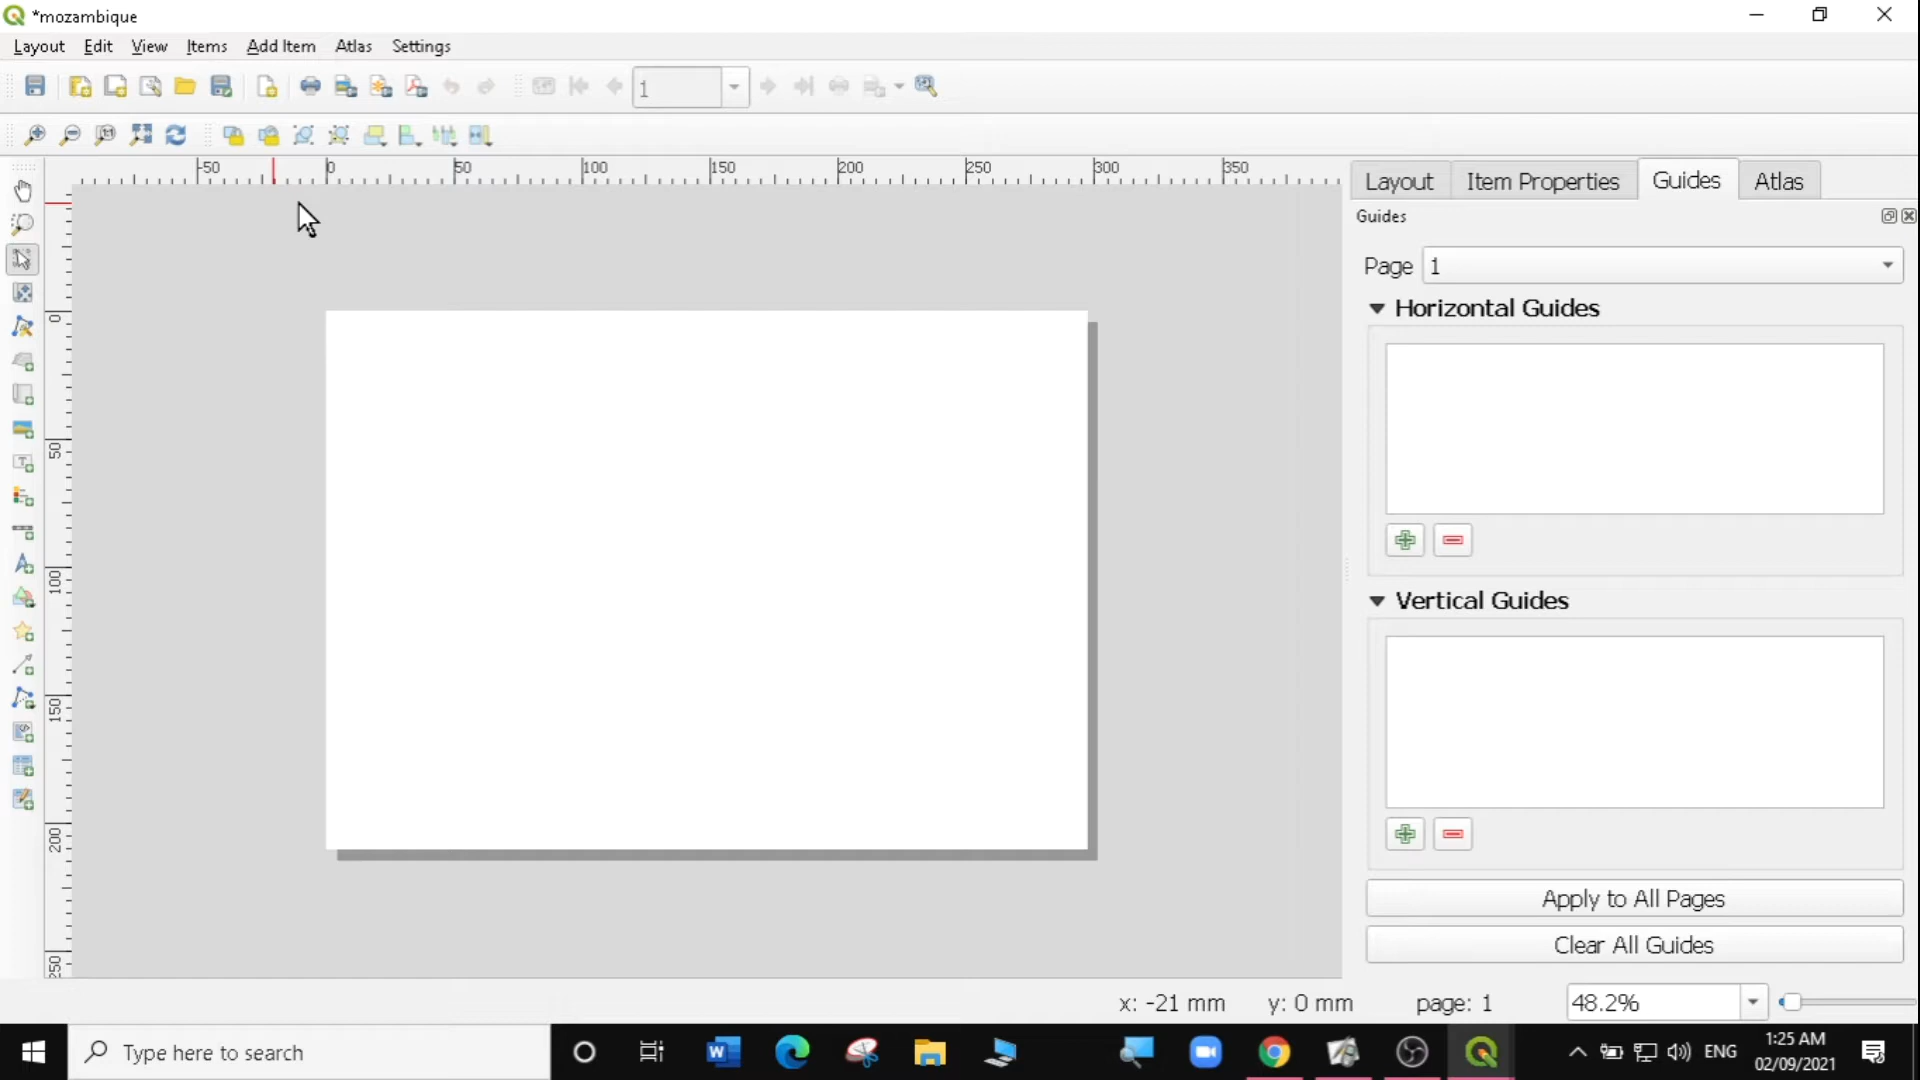 *mozambique
Layout Edit View Items Add Item Atlas Settings
1
-50 0 50 100 150 200 250 300 350
0
50
100
150
200
250
Layout Item Properties Guides Atlas
Guides
Page 1
Horizontal Guides
Vertical Guides
Apply to All Pages
Clear All Guides
x: -21 mm y: 0 mm page: 1 48.2%
Type here to search
ENG
1:25 AM
02/09/2021